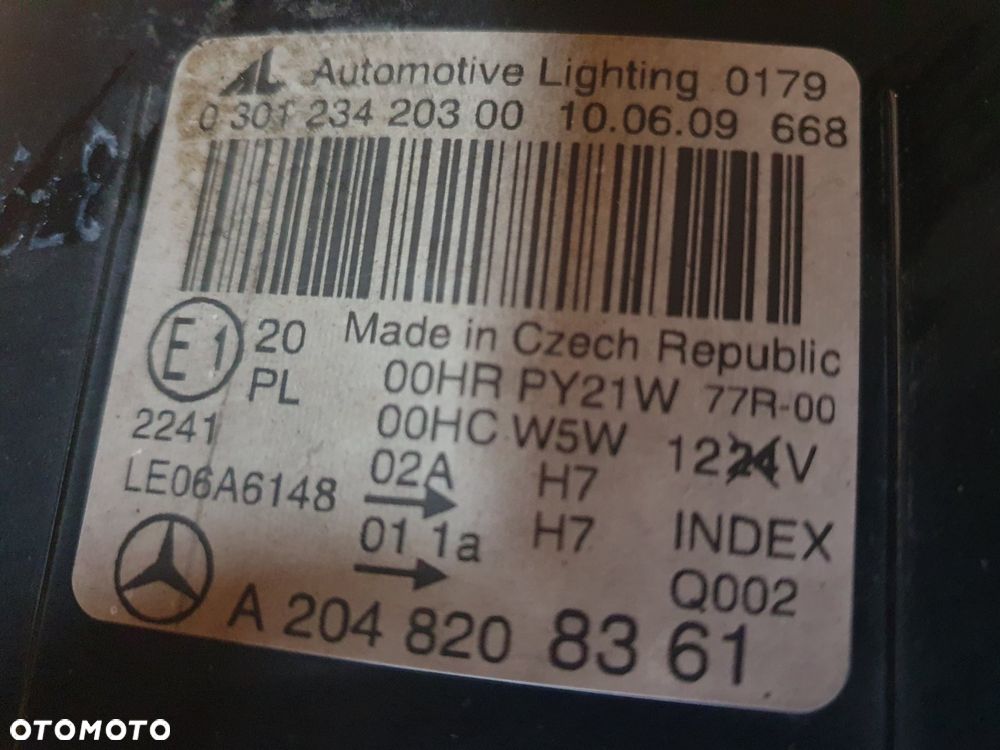 AL Automotive Lighting 0179
0 301 234 203 00 10.06.09 668
E1 20 Made in Czech Republic
PL 00HR PY21W 77R-00
2241 00HC W5W 1224V
LE06A6148 02A H7
01 1a H7 INDEX
Q002
A 204 820 83 61
OTOMOTO